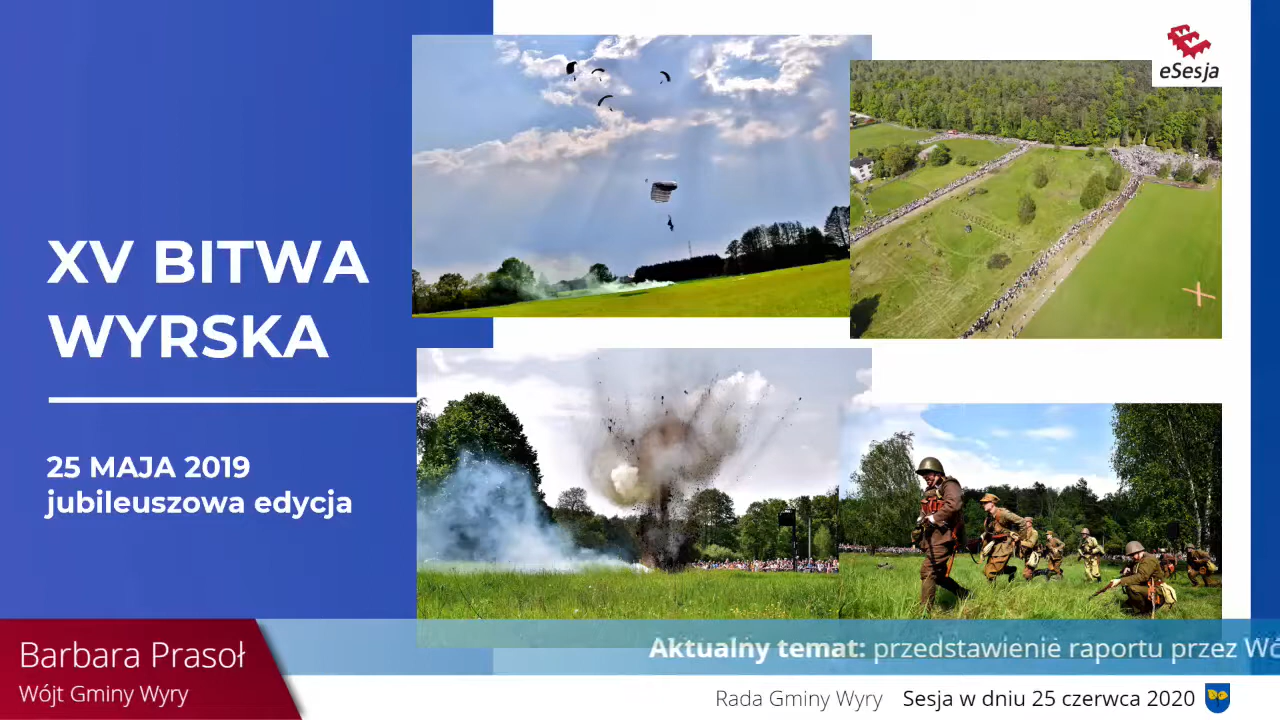 eSesja
XV BITWA
WYRSKA
25 MAJA 2019
jubileuszowa edycja
Barbara Prasoł
Wójt Gminy Wyry
Aktualny temat: przedstawienie raportu przez Wó
Rada Gminy Wyry Sesja w dniu 25 czerwca 2020